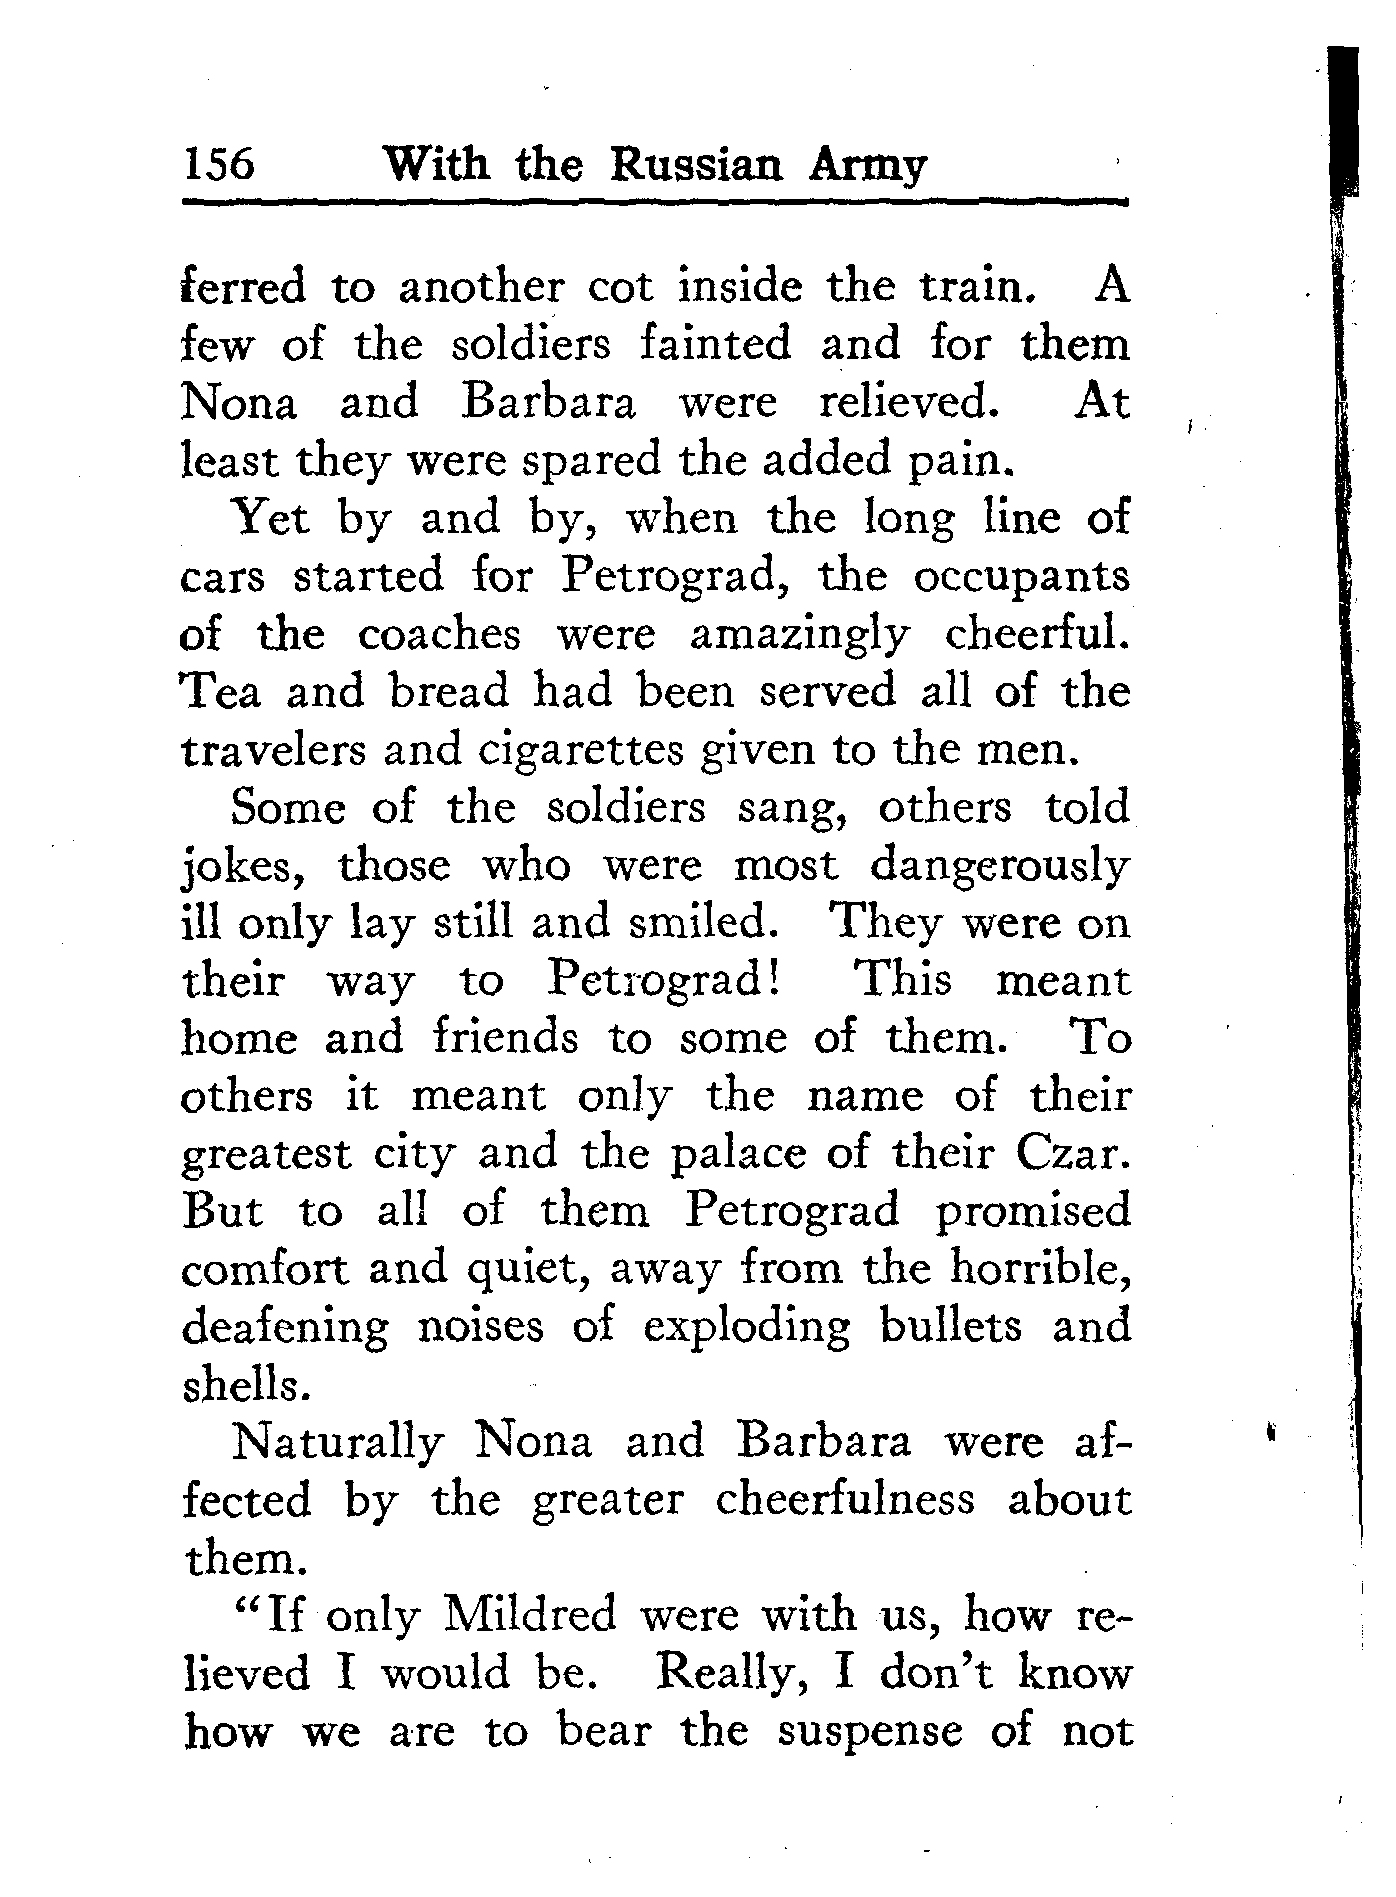 156 With the Russian Army
ferred to another cot inside the train. A
few of the soldiers fainted and for them
Nona and Barbara were relieved. At
least they were spared the added pain.
Yet by and by, when the long line of
cars started for Petrograd, the occupants
of the coaches were amazingly cheerful.
Tea and bread had been served all of the
travelers and cigarettes given to the men.
Some of the soldiers sang, others told
jokes, those who were most dangerously
ill only lay still and smiled. They were on
their way to Petrograd! This meant
home and friends to some of them. To
others it meant only the name of their
greatest city and the palace of their Czar.
But to all of them Petrograd promised
comfort and quiet, away from the horrible,
deafening noises of exploding bullets and
shells.
Naturally Nona and Barbara were af-
fected by the greater cheerfulness about
them.
“If only Mildred were with us, how re-
lieved I would be. Really, I don’t know
how we are to bear the suspense of not